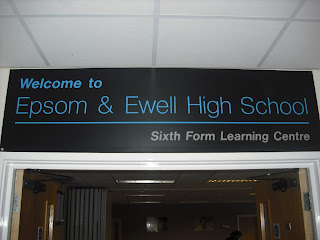 Welcome to
Epsom & Ewell High School
Sixth Form Learning Centre